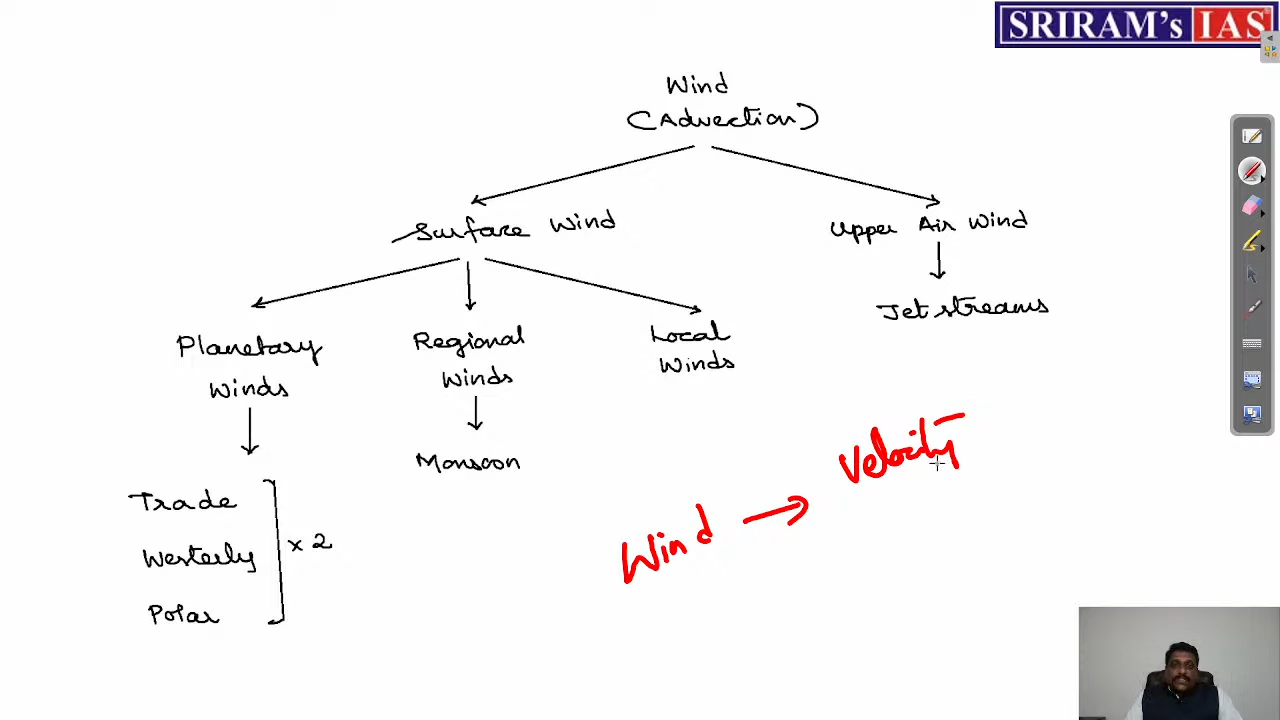 SRIRAM's IAS
Wind
(Advection)
Surface Wind
Upper Air Wind
Planetary
Winds
Regional
Winds
Local
Winds
Jet streams
Monsoon
Trade
Westerly
Polar
x 2
Wind → Velocity